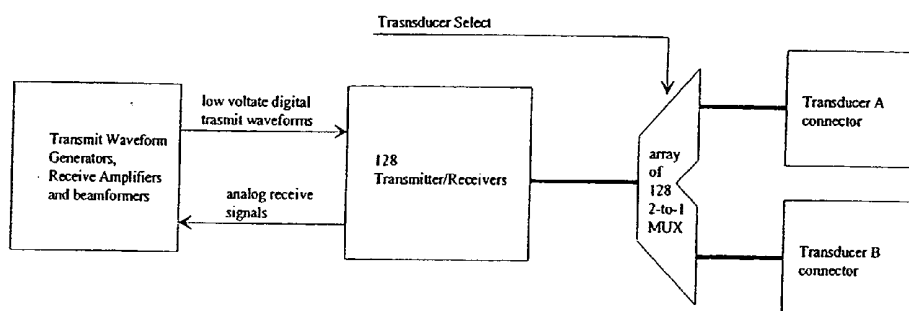 Trasnsducer Select
low voltate digital
trasmit waveforms
Transmit Waveform
Generators,
Receive Amplifiers
and beamformers
analog receive
signals
128
Transmitter/Receivers
array
of
128
2-to-1
MUX
Transducer A
connector
Transducer B
connector